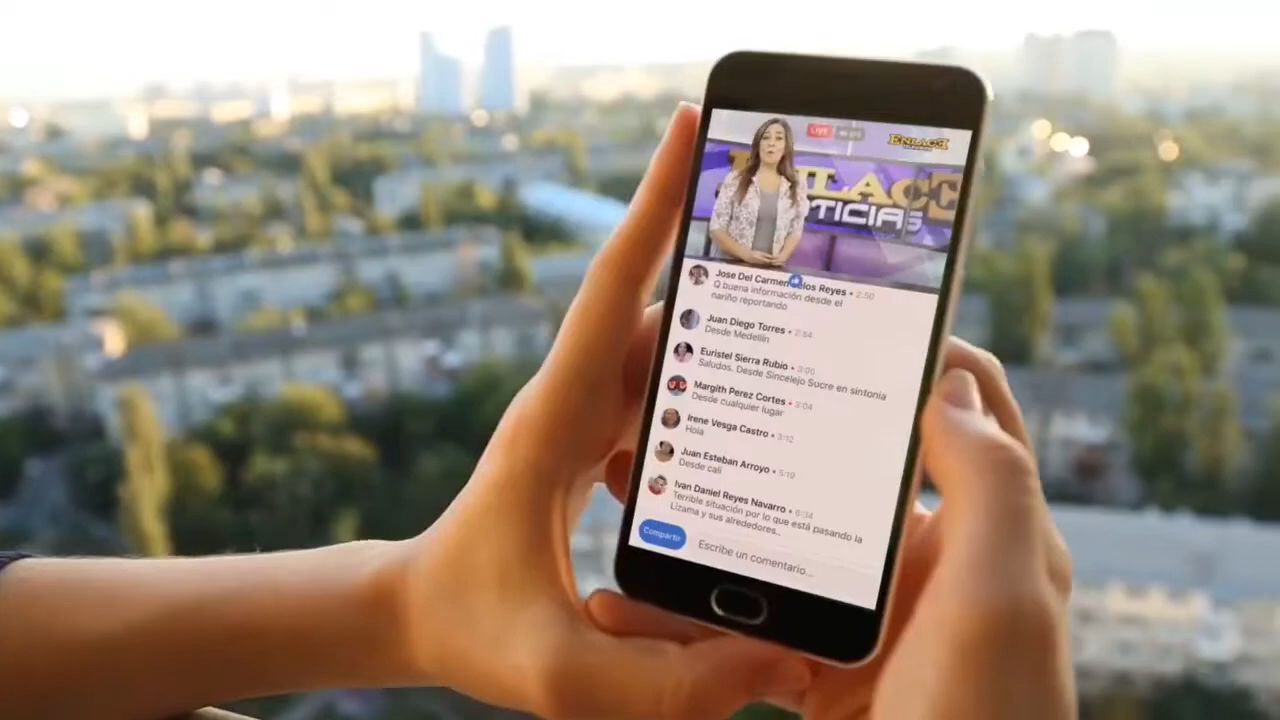 LIVE
ENLACE
ENLACE
NOTICIAS
Jose Del Carmen • 2:50
Q buena información desde el
nariño reportando
Juan Diego Torres • 2:54
Desde Medellín
Euristel Sierra Rubio • 3:00
Saludos. Desde Sincelejo Sucre en sintonia
Margith Perez Cortes • 3:04
Desde cualquier lugar
Irene Vesga Castro • 3:12
Hola
Juan Esteban Arroyo • 5:19
Desde cali
Ivan Daniel Reyes Navarro • 6:34
Terrible situación por lo que está pasando la
Lizama y sus alrededores..
Compartir
Escribe un comentario...